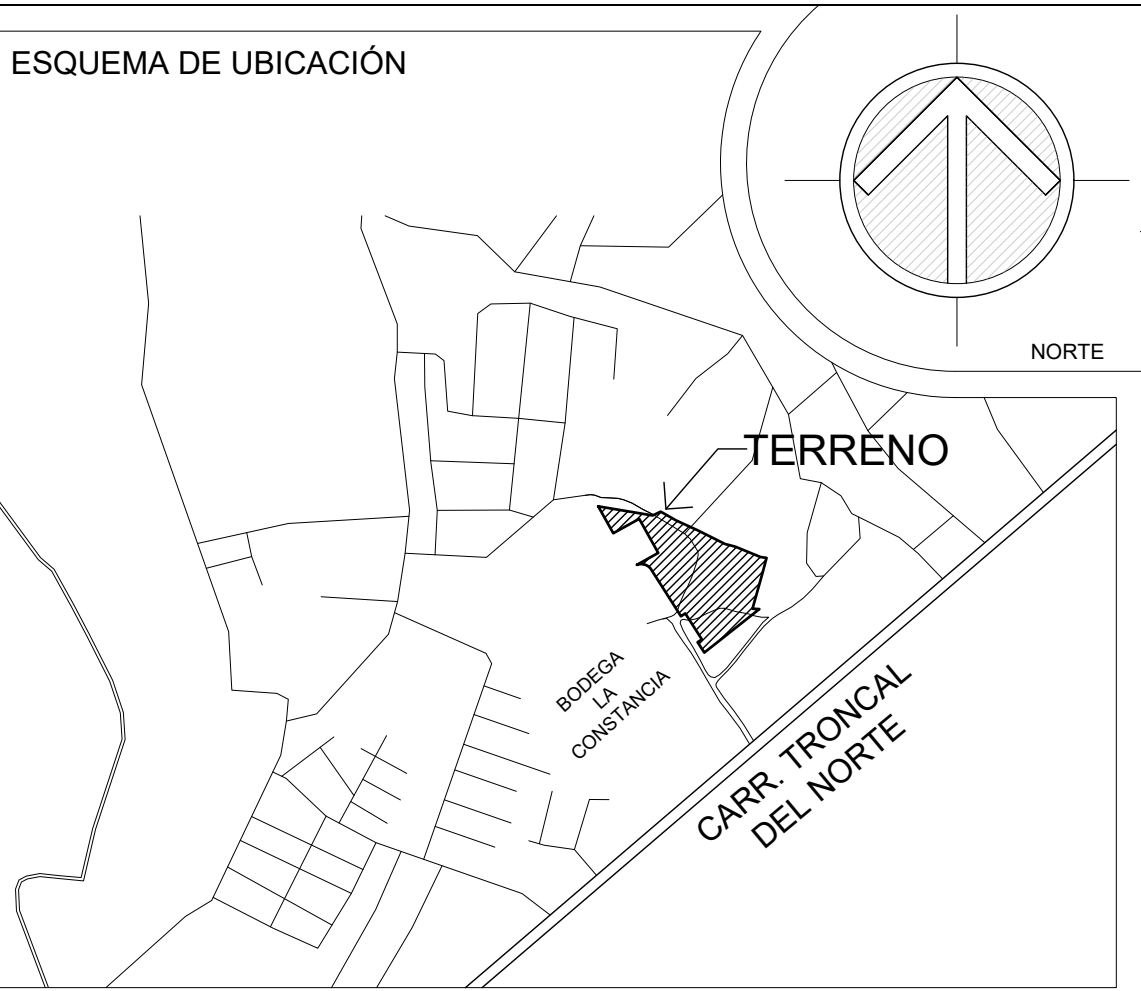 ESQUEMA DE UBICACIÓN
NORTE
TERRENO
BODEGA
LA
CONSTANCIA
CARR. TRONCAL
DEL NORTE